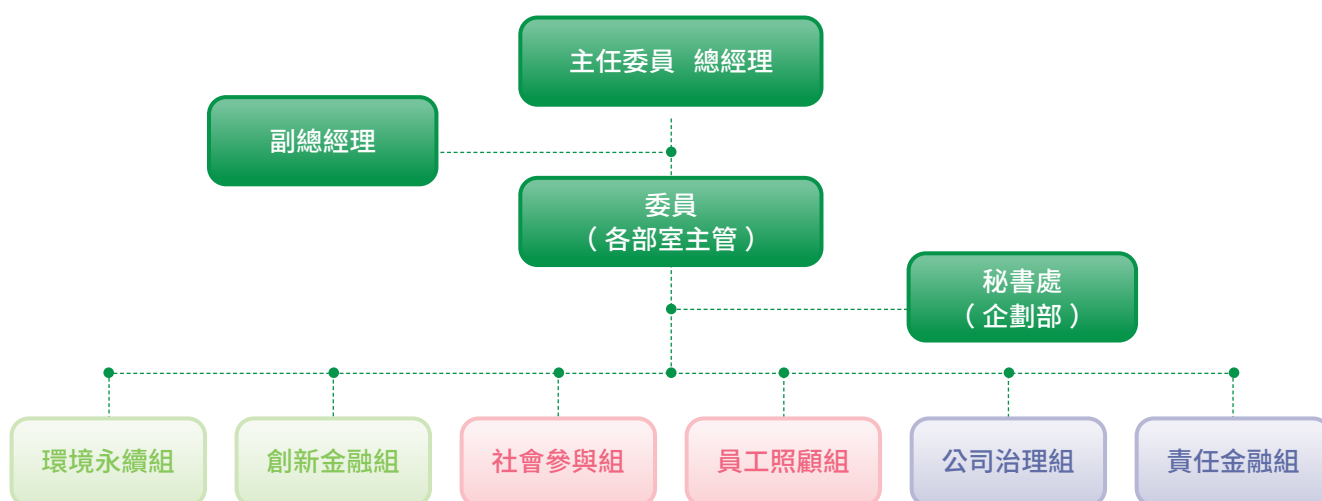 主任委員 總經理
副總經理
委員
（各部室主管）
秘書處
（企劃部）
環境永續組
創新金融組
社會參與組
員工照顧組
公司治理組
責任金融組